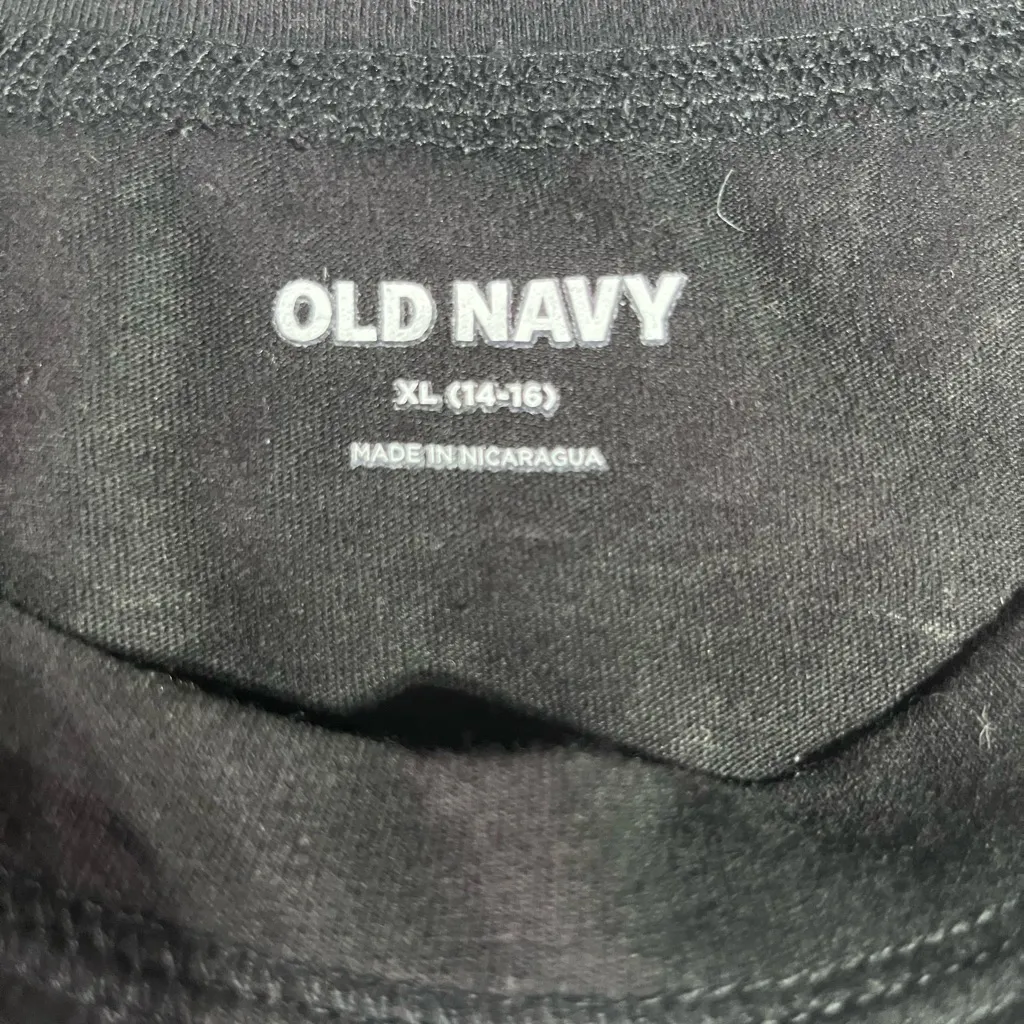 OLD NAVY
XL (14-16)
MADE IN NICARAGUA